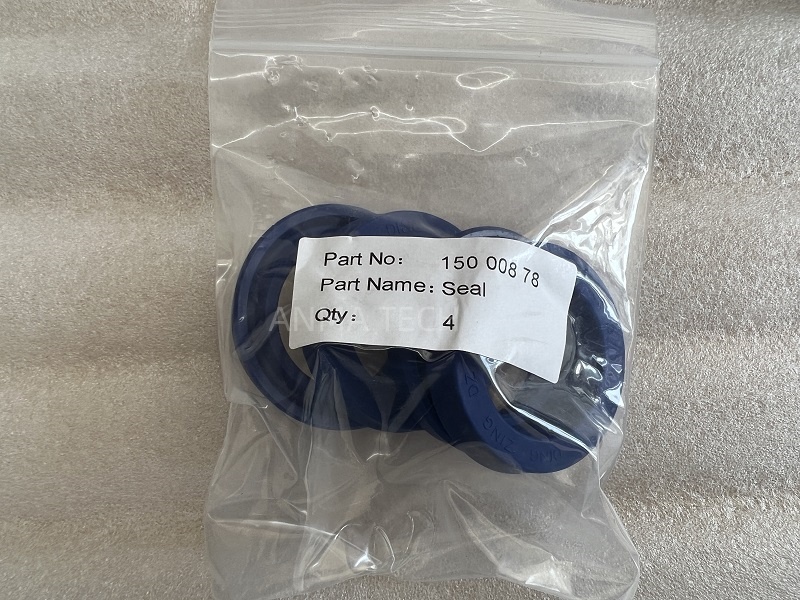 Part No: 150 008 78
Part Name: Seal
Qty: 4